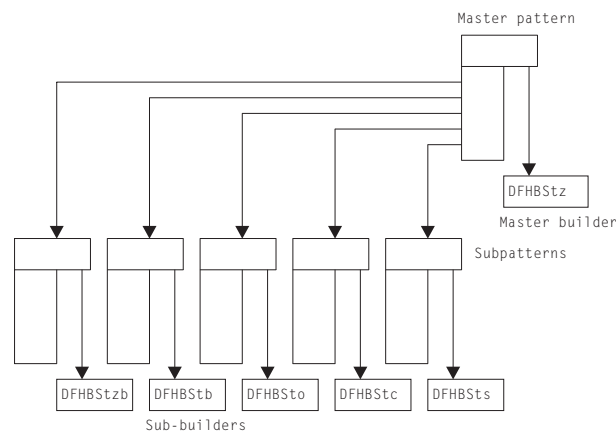 Master pattern
DFHBStz
Master builder
Subpatterns
DFHBStzb
DFHBStb
DFHBSto
DFHBStc
DFHBSts
Sub-builders